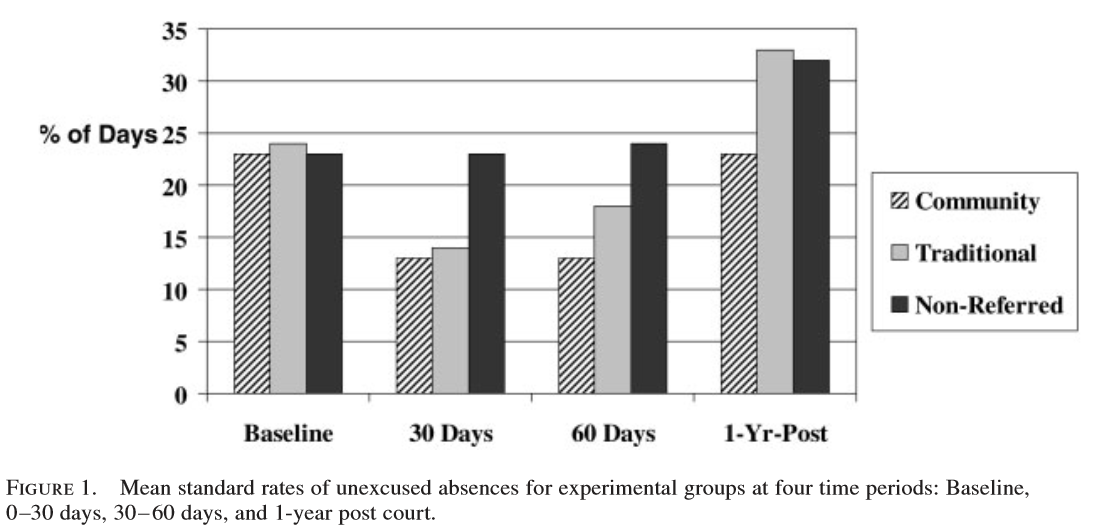 35
30
% of Days 25
20
15
10
5
0
Baseline
30 Days
60 Days
1-Yr-Post
Community
Traditional
Non-Referred
FIGURE 1. Mean standard rates of unexcused absences for experimental groups at four time periods: Baseline,
0–30 days, 30–60 days, and 1-year post court.